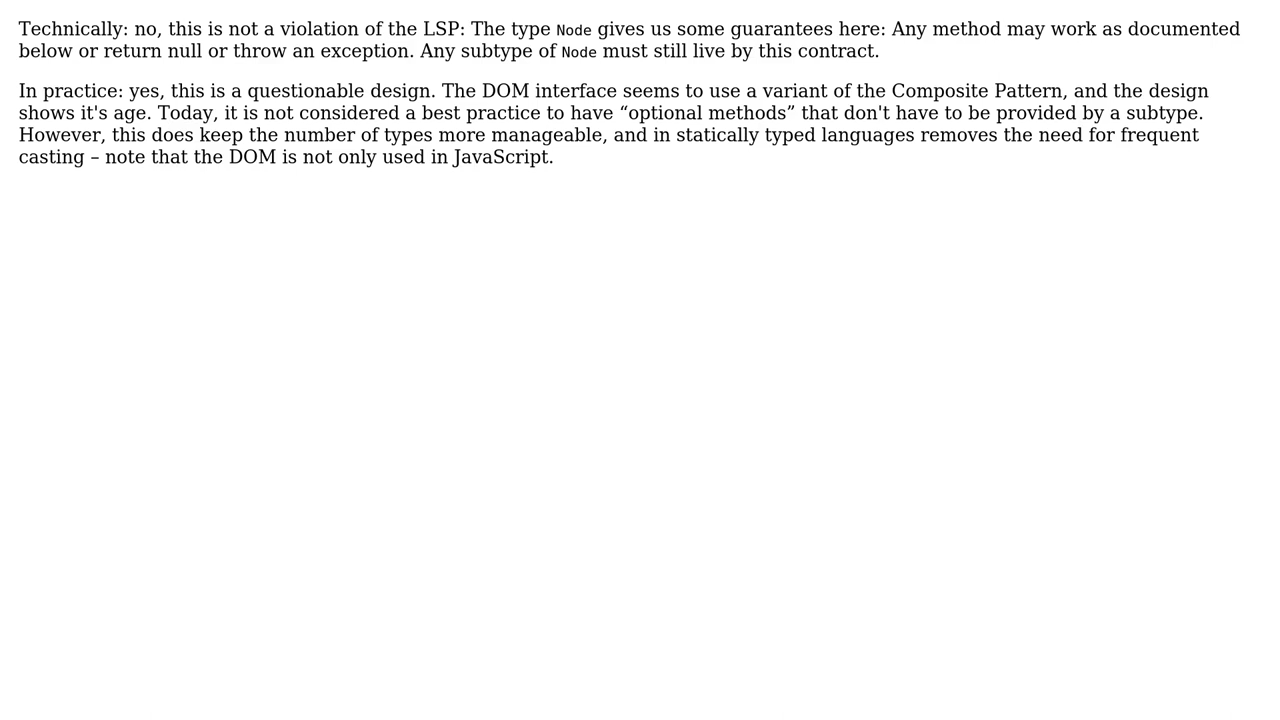 Technically: no, this is not a violation of the LSP: The type Node gives us some guarantees here: Any method may work as documented
below or return null or throw an exception. Any subtype of Node must still live by this contract.
In practice: yes, this is a questionable design. The DOM interface seems to use a variant of the Composite Pattern, and the design
shows it's age. Today, it is not considered a best practice to have “optional methods” that don't have to be provided by a subtype.
However, this does keep the number of types more manageable, and in statically typed languages removes the need for frequent
casting – note that the DOM is not only used in JavaScript.